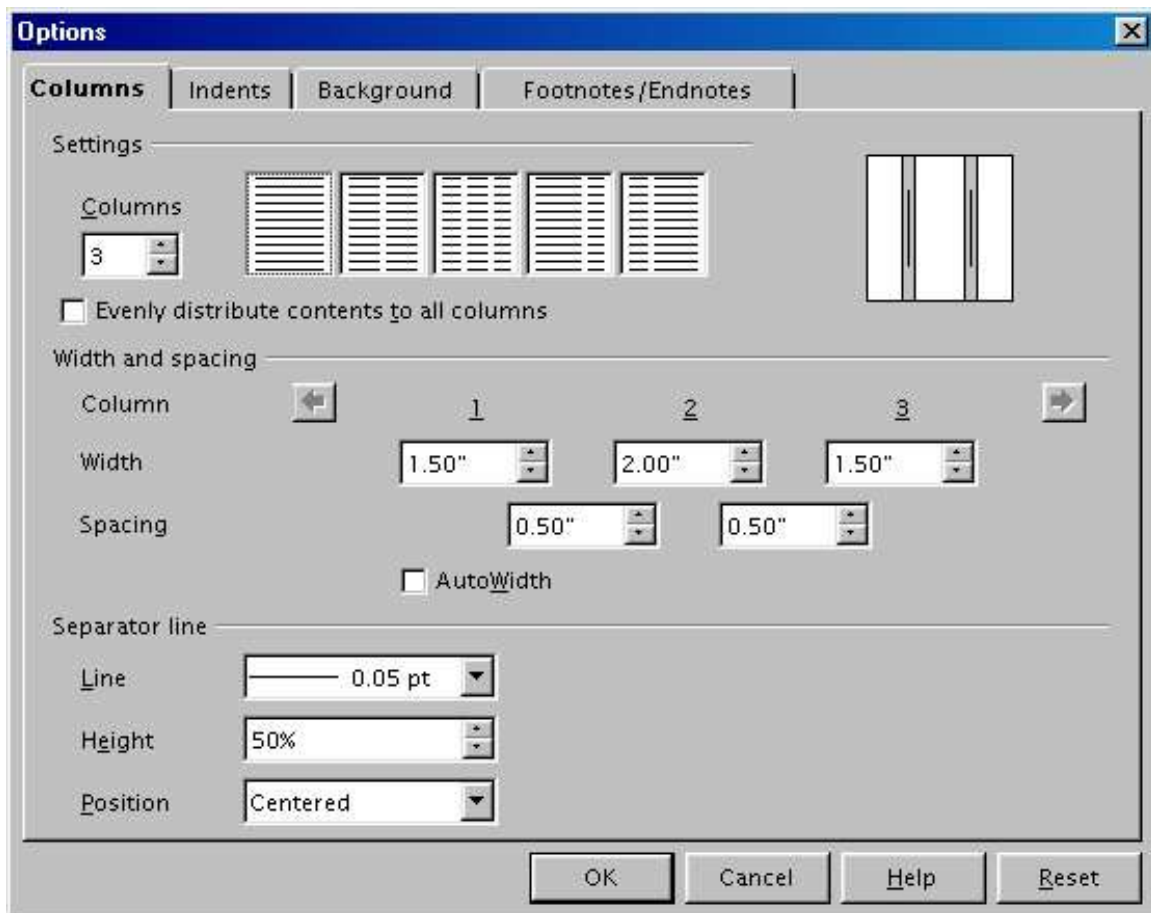 Options
Columns Indents Background Footnotes/Endnotes
Settings
Columns
3
Evenly distribute contents to all columns
Width and spacing
Column 1 2 3
Width 1.50" 2.00" 1.50"
Spacing 0.50" 0.50"
AutoWidth
Separator line
Line 0.05 pt
Height 50%
Position Centered
OK Cancel Help Reset